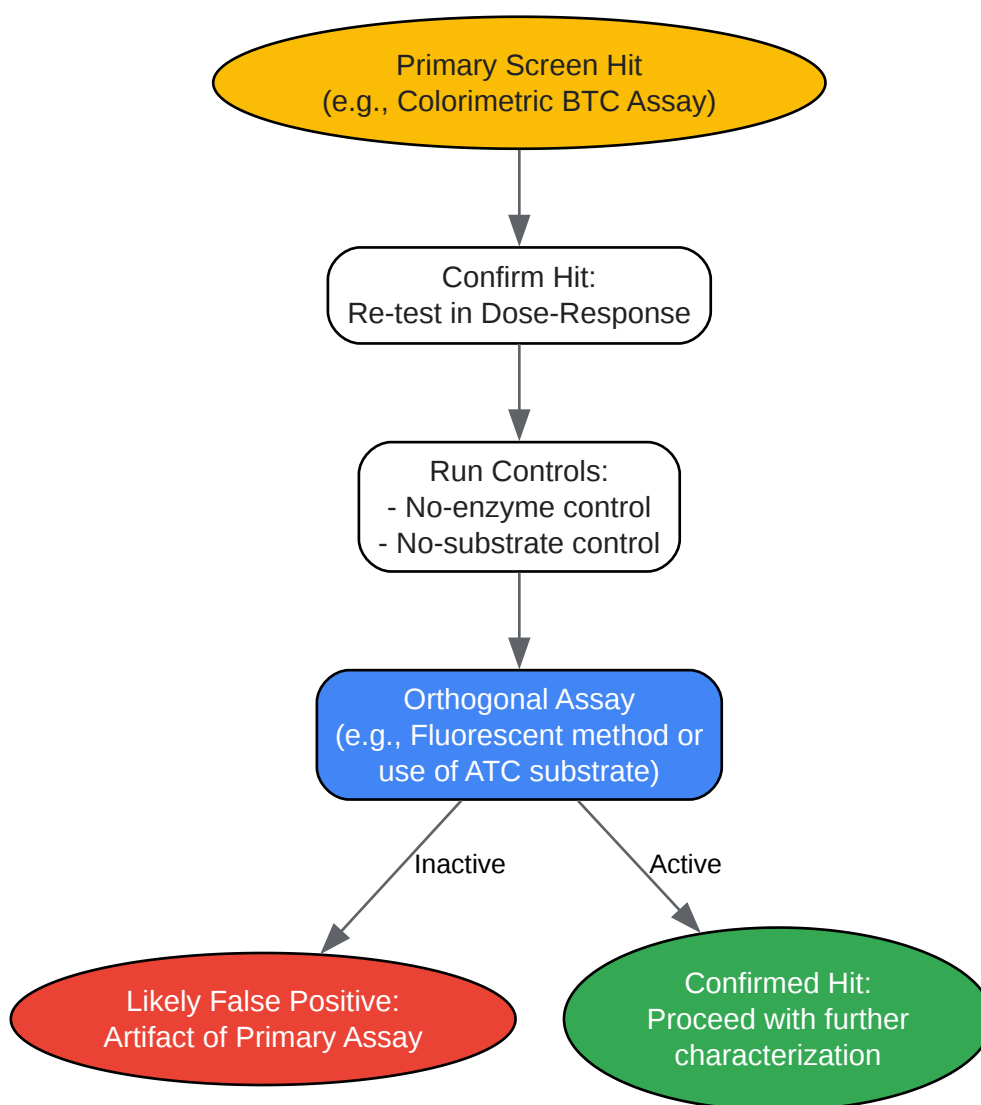 Primary Screen Hit
(e.g., Colorimetric BTC Assay)
Confirm Hit:
Re-test in Dose-Response
Run Controls:
- No-enzyme control
- No-substrate control
Orthogonal Assay
(e.g., Fluorescent method or
use of ATC substrate)
Inactive
Active
Likely False Positive:
Artifact of Primary Assay
Confirmed Hit:
Proceed with further
characterization